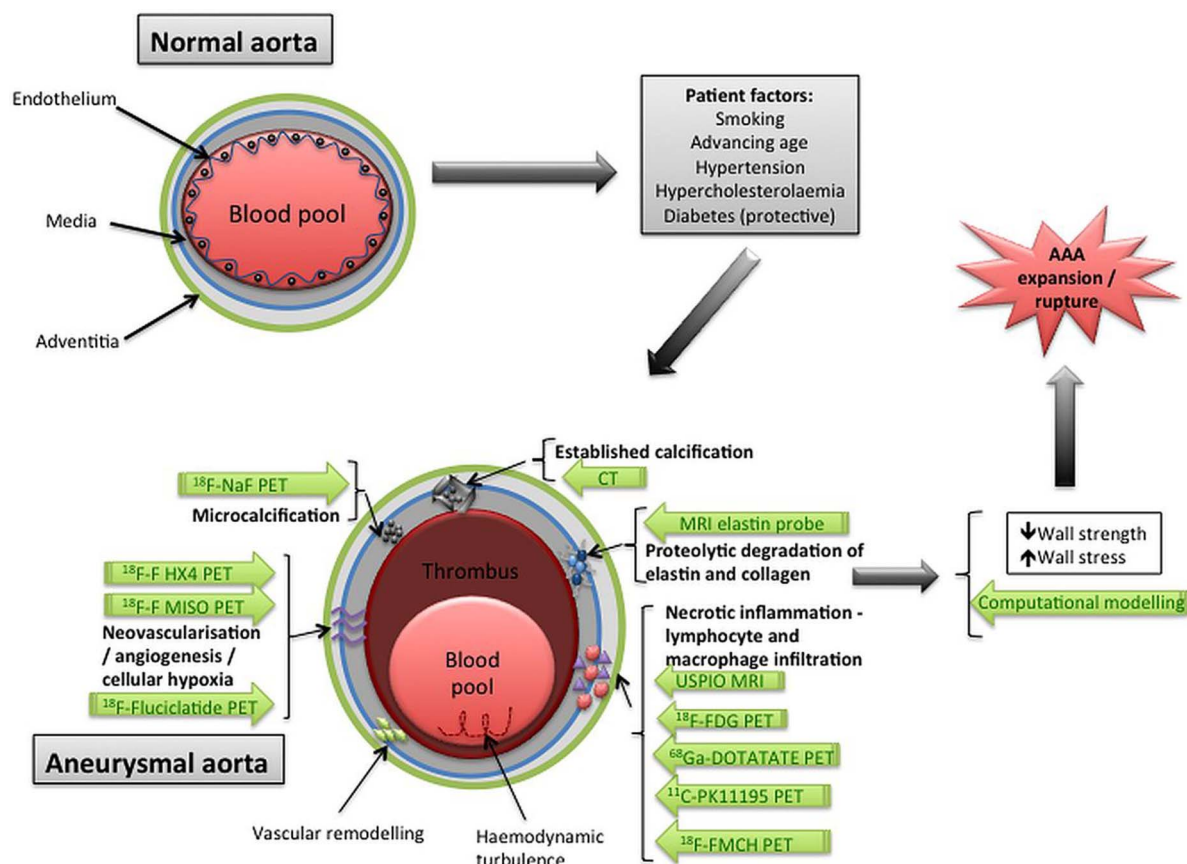 Normal aorta
Endothelium
Media
Adventitia
Blood pool
Patient factors:
Smoking
Advancing age
Hypertension
Hypercholesterolaemia
Diabetes (protective)
AAA
expansion /
rupture
Established calcification
CT
¹⁸F-NaF PET
Microcalcification
MRI elastin probe
Proteolytic degradation of
elastin and collagen
↓Wall strength
↑Wall stress
Computational modelling
¹⁸F-F HX4 PET
¹⁸F-F MISO PET
Neovascularisation
/ angiogenesis /
cellular hypoxia
¹⁸F-Fluciclatide PET
Thrombus
Blood
pool
Necrotic inflammation -
lymphocyte and
macrophage infiltration
USPIO MRI
¹⁸F-FDG PET
⁶⁸Ga-DOTATATE PET
¹¹C-PK11195 PET
¹⁸F-FMCH PET
Aneurysmal aorta
Vascular remodelling
Haemodynamic
turbulence